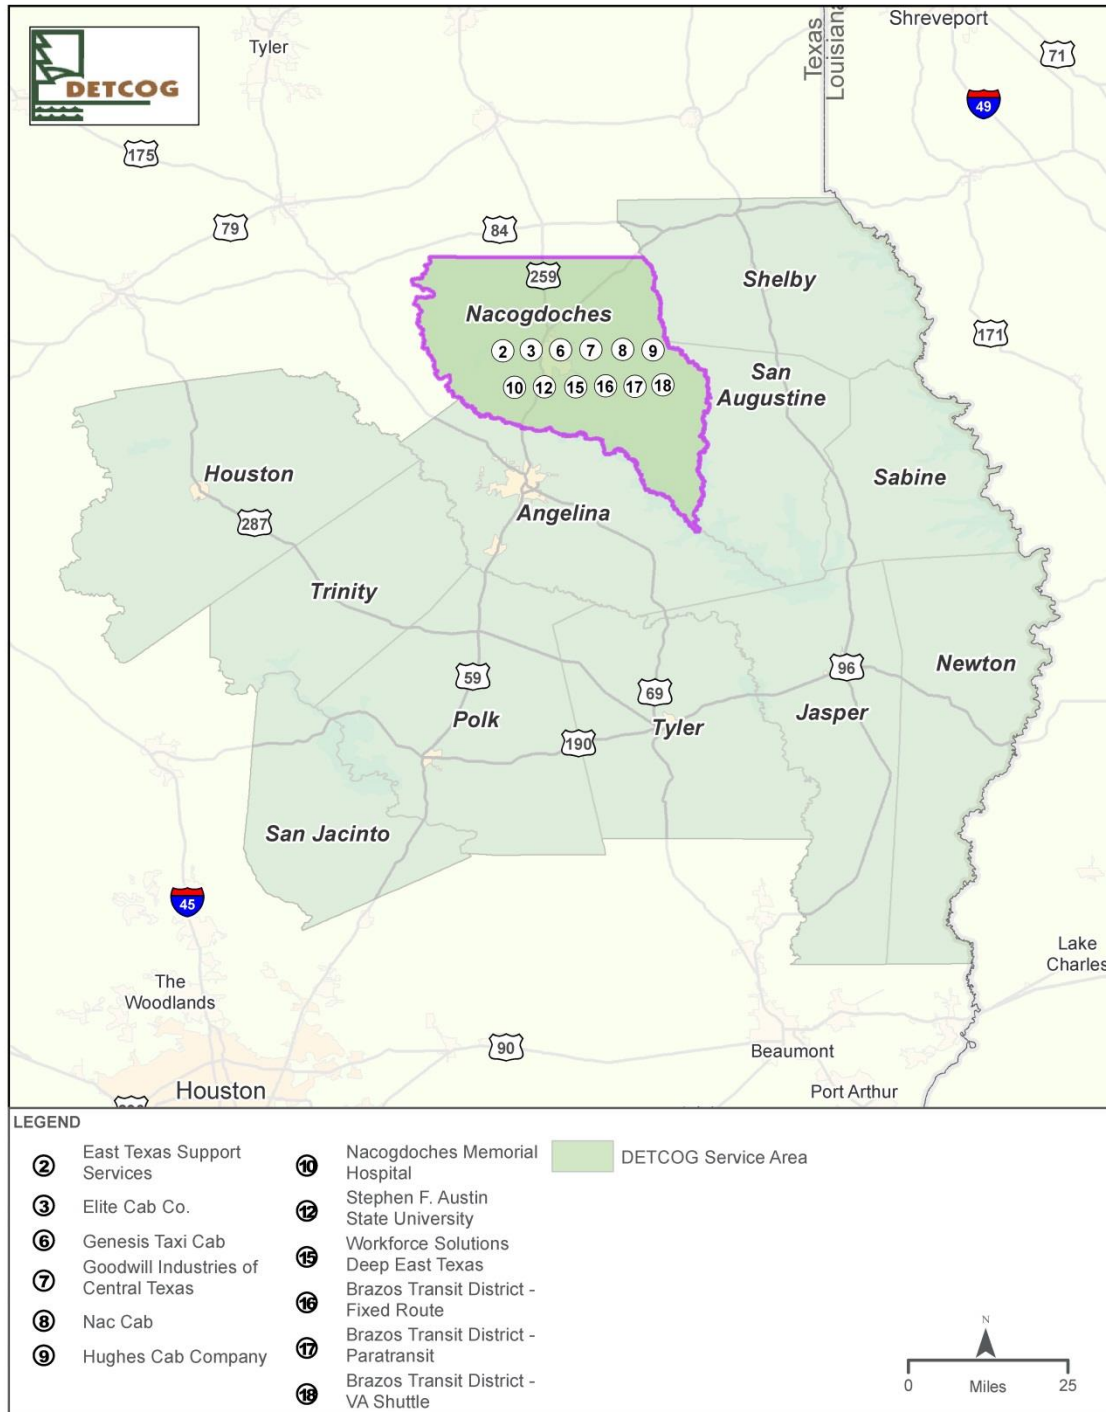 Shreveport
Texas
Louisiana
Tyler
DETCOG
71
49
175
79
84
259
Shelby
Nacogdoches
171
2 3 6 7 8 9
10 12 15 16 17 18
San
Augustine
Houston
Sabine
Angelina
287
Trinity
Newton
96
59
69
Polk
Tyler
Jasper
190
San Jacinto
45
Lake
Charles
The
Woodlands
90
Beaumont
Houston
Port Arthur
LEGEND
2 East Texas Support
Services
3 Elite Cab Co.
6 Genesis Taxi Cab
7 Goodwill Industries of
Central Texas
8 Nac Cab
9 Hughes Cab Company
10 Nacogdoches Memorial
Hospital
12 Stephen F. Austin
State University
15 Workforce Solutions
Deep East Texas
16 Brazos Transit District -
Fixed Route
17 Brazos Transit District -
Paratransit
18 Brazos Transit District -
VA Shuttle
DETCOG Service Area
N
0 Miles 25